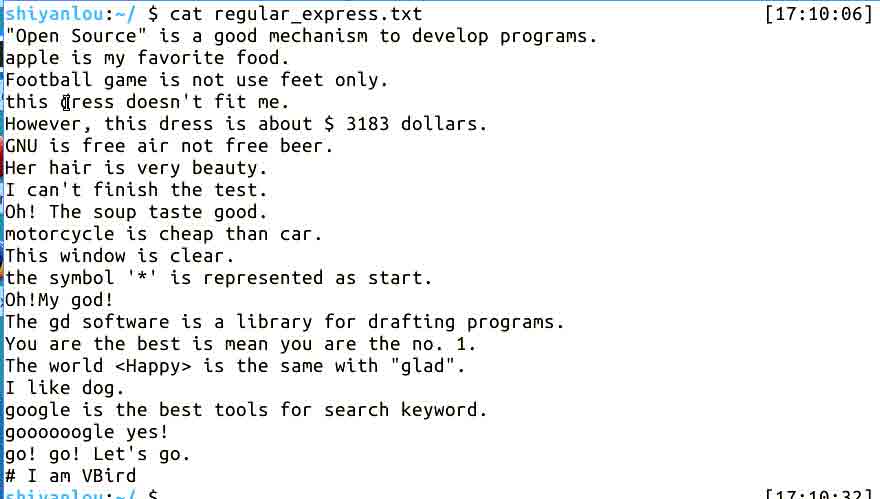 shiyanlou:~/ $ cat regular_express.txt [17:10:06]
"Open Source" is a good mechanism to develop programs.
apple is my favorite food.
Football game is not use feet only.
this dress doesn't fit me.
However, this dress is about $ 3183 dollars.
GNU is free air not free beer.
Her hair is very beauty.
I can't finish the test.
Oh! The soup taste good.
motorcycle is cheap than car.
This window is clear.
the symbol '*' is represented as start.
Oh!My god!
The gd software is a library for drafting programs.
You are the best is mean you are the no. 1.
The world <Happy> is the same with "glad".
I like dog.
google is the best tools for search keyword.
goooooogle yes!
go! go! Let's go.
# I am VBird
shiyanlou:~/ $ [17:10:32]